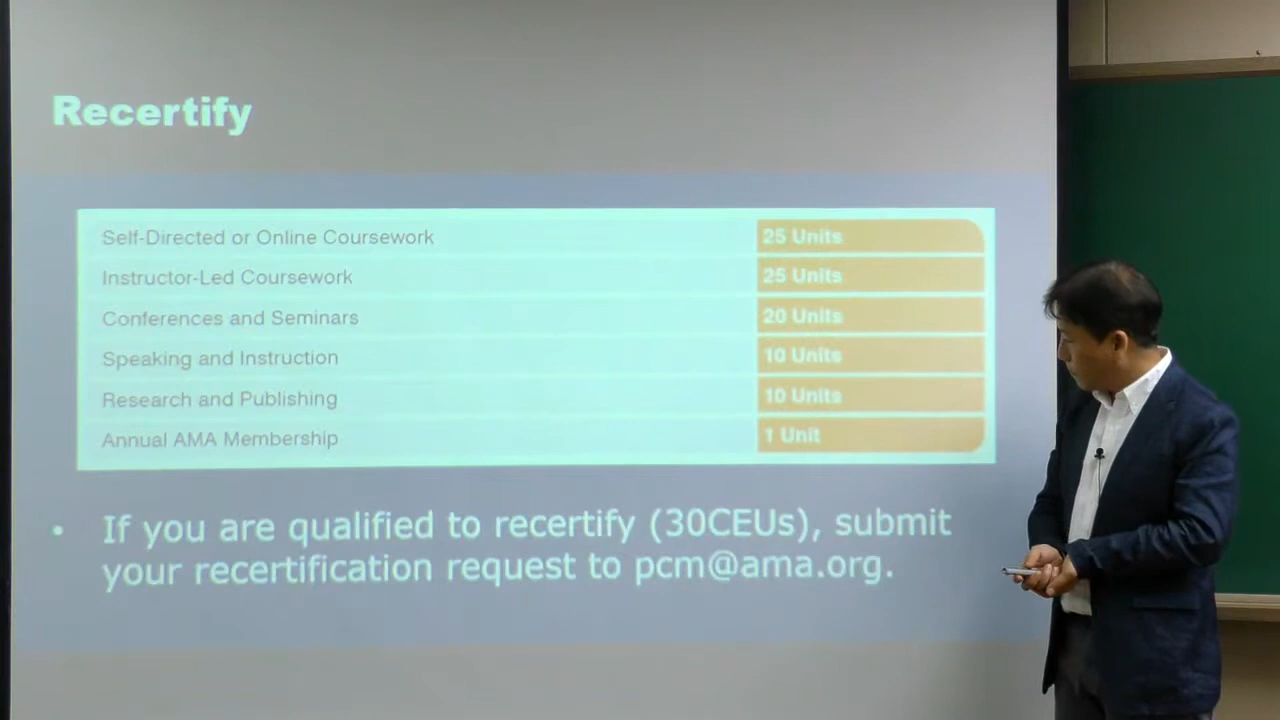 Recertify
Self-Directed or Online Coursework 25 Units
Instructor-Led Coursework 25 Units
Conferences and Seminars 20 Units
Speaking and Instruction 10 Units
Research and Publishing 10 Units
Annual AMA Membership 1 Unit
• If you are qualified to recertify (30CEUs), submit
your recertification request to pcm@ama.org.